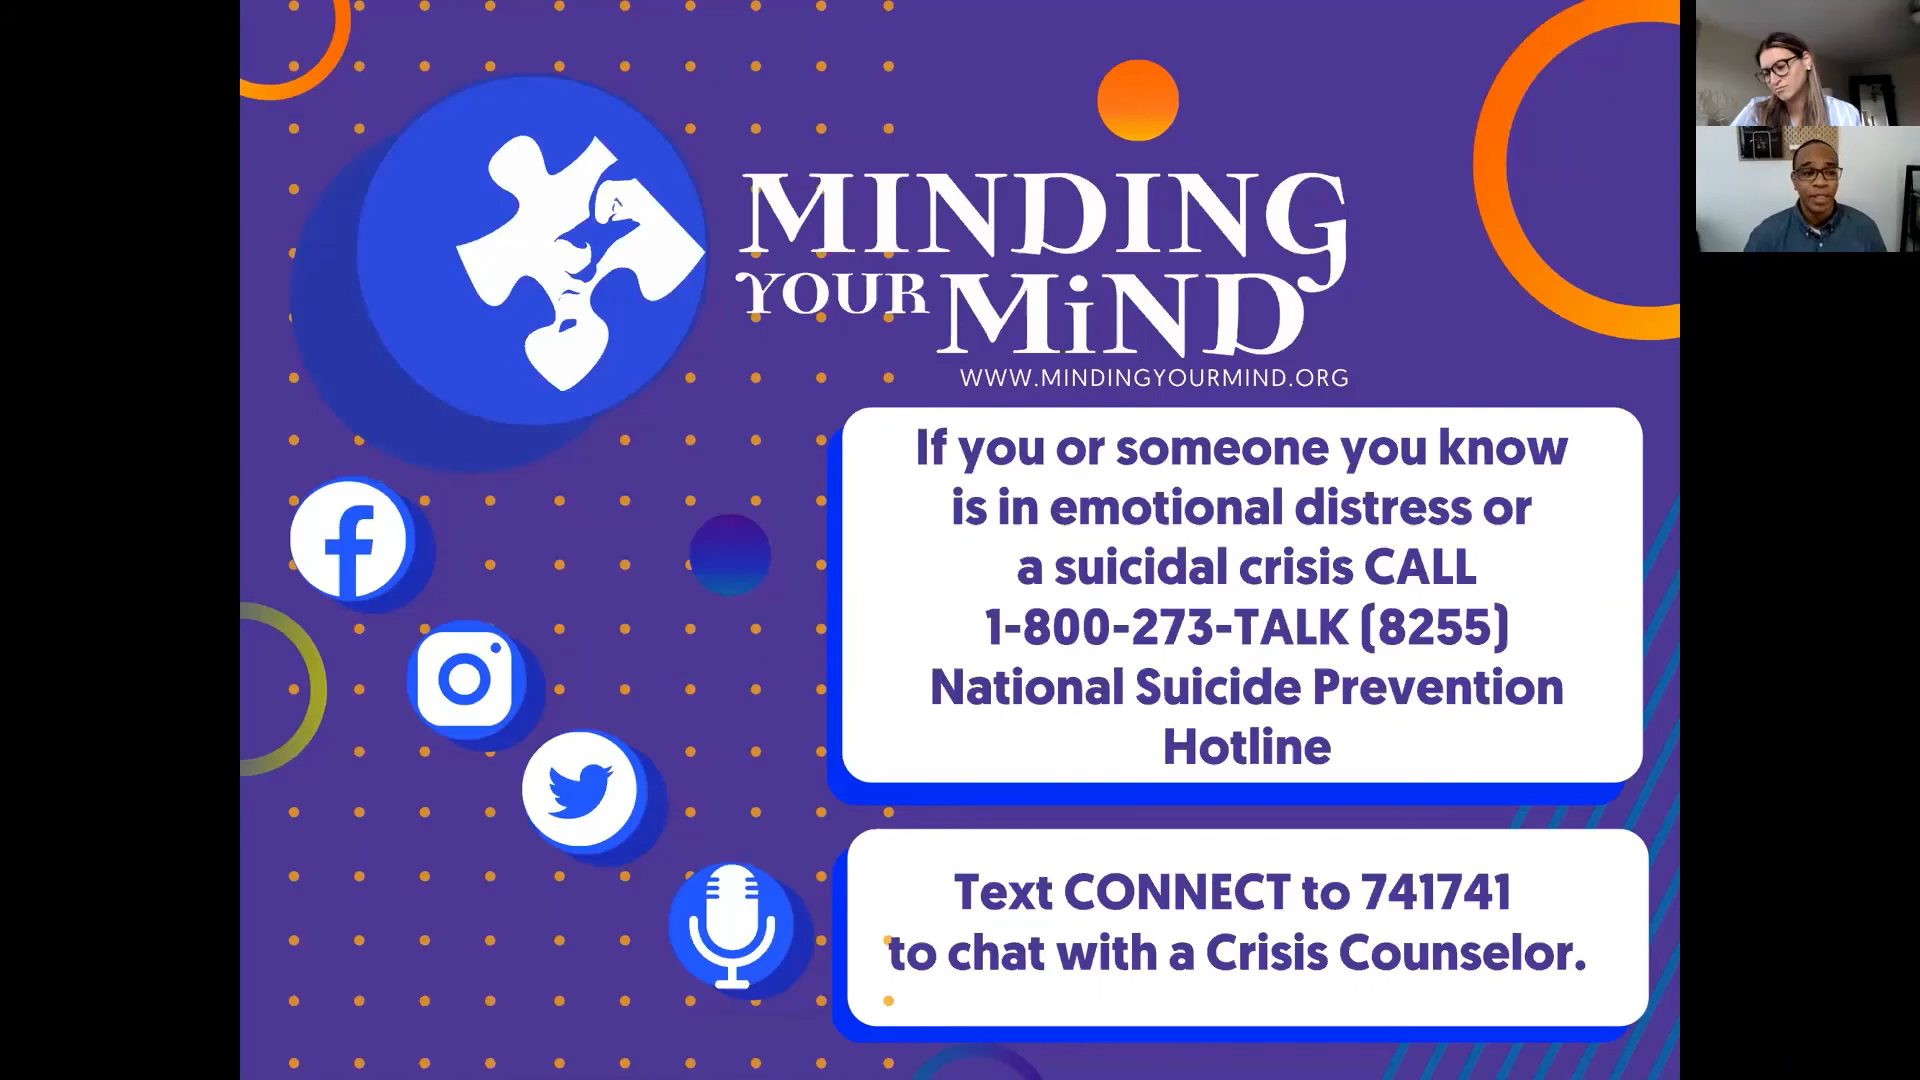 MINDING
YOUR MiND
WWW.MINDINGYOURMIND.ORG
If you or someone you know
is in emotional distress or
a suicidal crisis CALL
1-800-273-TALK (8255)
National Suicide Prevention
Hotline
Text CONNECT to 741741
to chat with a Crisis Counselor.